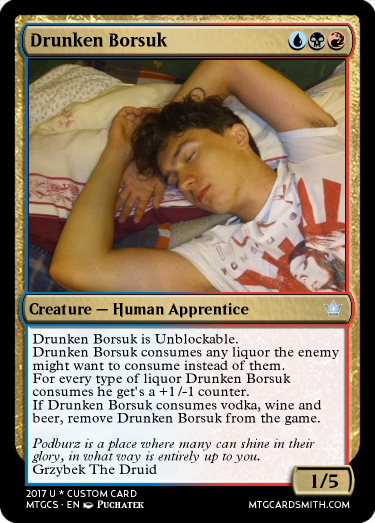 Drunken Borsuk
Creature — Human Apprentice
Drunken Borsuk is Unblockable.
Drunken Borsuk consumes any liquor the enemy
might want to consume instead of them.
For every type of liquor Drunken Borsuk
consumes he get's a +1/-1 counter.
If Drunken Borsuk consumes vodka, wine and
beer, remove Drunken Borsuk from the game.
Podburz is a place where many can shine in their
glory, in what way is entirely up to you.
Grzybek The Druid
1/5
2017 U * CUSTOM CARD
MTGCS · EN PUCHATEK
MTGCARDSMITH.COM